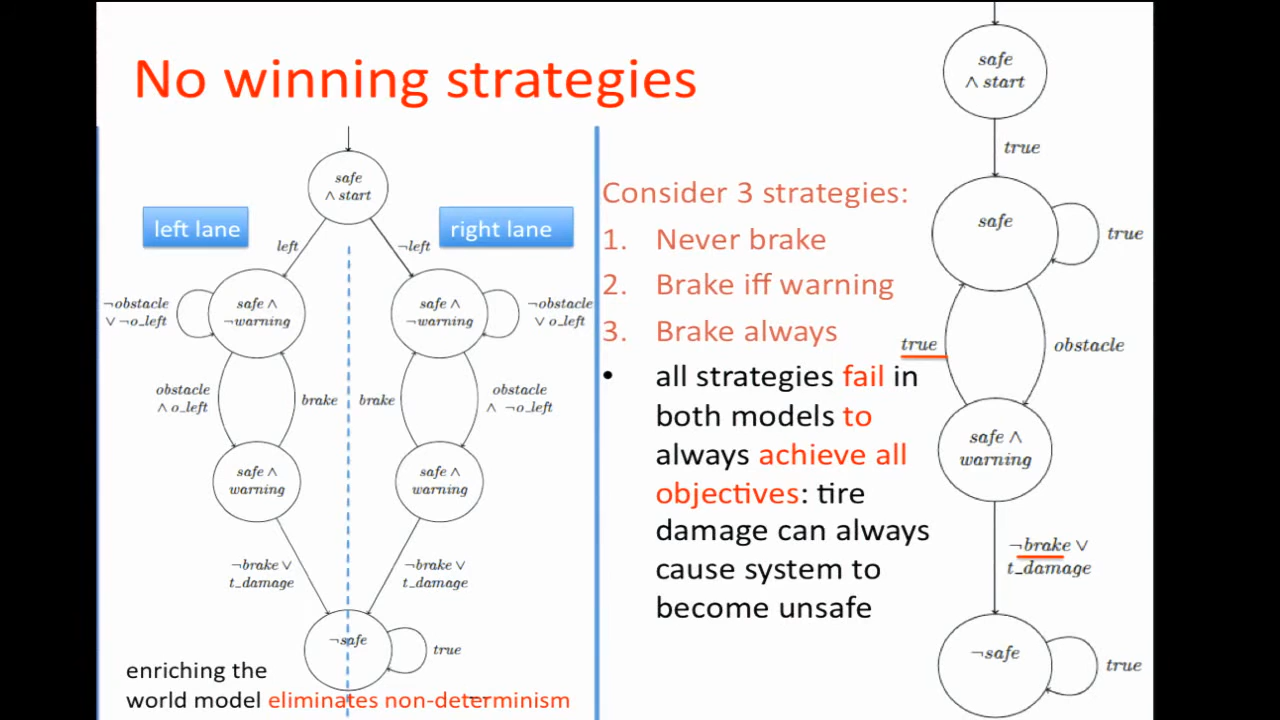 No winning strategies
safe
∧ start
left lane
right lane
left
¬left
¬obstacle
∨ ¬o_left
safe ∧
¬warning
safe ∧
¬warning
¬obstacle
∨ o_left
obstacle
∧ o_left
brake
brake
obstacle
∧ ¬o_left
safe ∧
warning
safe ∧
warning
¬brake ∨
t_damage
¬brake ∨
t_damage
¬safe
true
enriching the
world model eliminates non-determinism
Consider 3 strategies:
1. Never brake
2. Brake iff warning
3. Brake always
• all strategies fail in
both models to
always achieve all
objectives: tire
damage can always
cause system to
become unsafe
safe
∧ start
true
safe
true
true
obstacle
safe ∧
warning
¬brake ∨
t_damage
¬safe
true